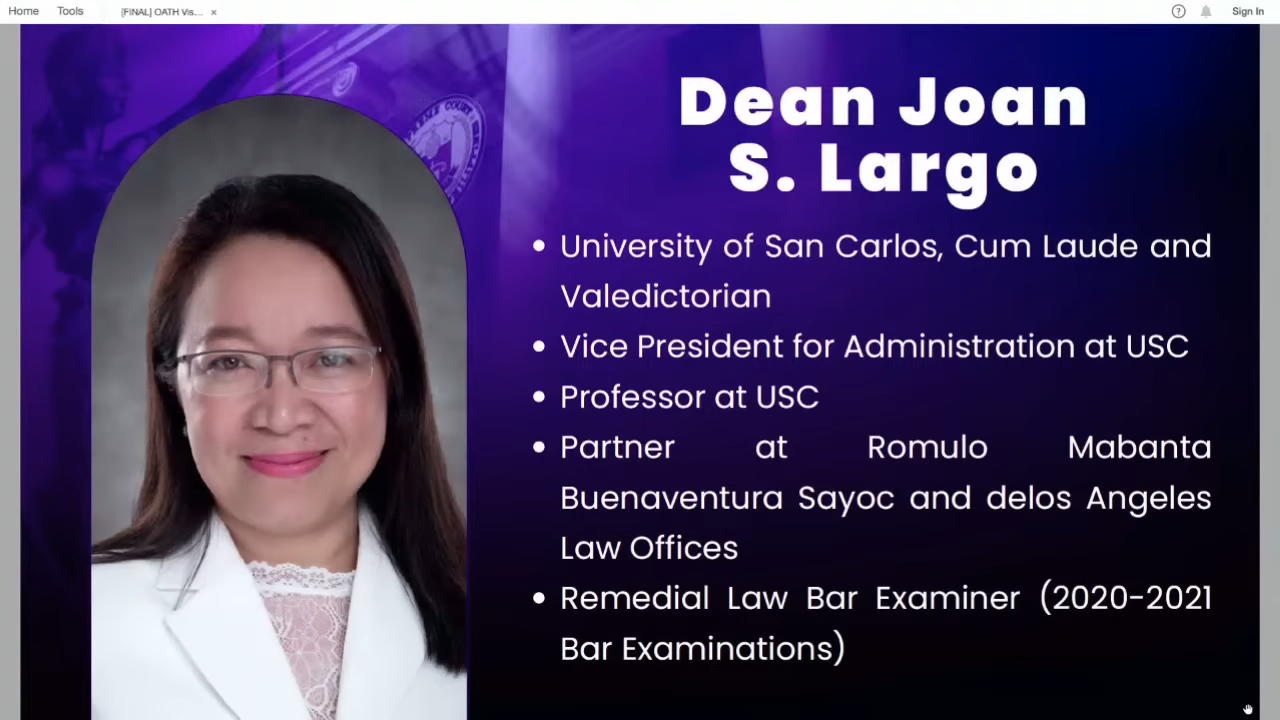 Home Tools [FINAL] OATH Vis... × ? Sign In
Dean Joan
S. Largo
• University of San Carlos, Cum Laude and
Valedictorian
• Vice President for Administration at USC
• Professor at USC
• Partner at Romulo Mabanta
Buenaventura Sayoc and delos Angeles
Law Offices
• Remedial Law Bar Examiner (2020-2021
Bar Examinations)